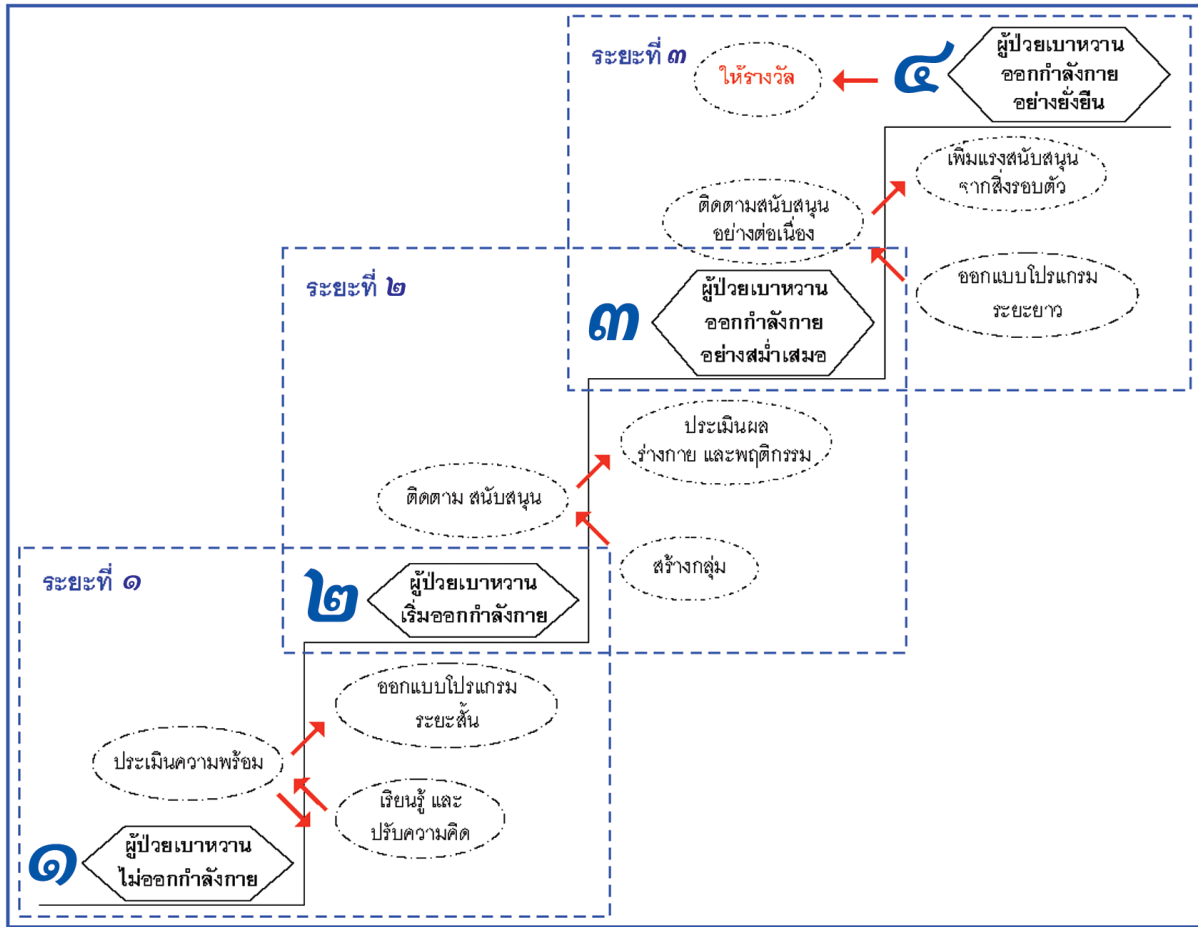 ระยะที่ ๓
ให้รางวัล
๔
ผู้ป่วยเบาหวาน
ออกกำลังกาย
อย่างยั่งยืน
เพิ่มแรงสนับสนุน
จากสิ่งรอบตัว
ติดตามสนับสนุน
อย่างต่อเนื่อง
ออกแบบโปรแกรม
ระยะยาว
ระยะที่ ๒
๓
ผู้ป่วยเบาหวาน
ออกกำลังกาย
อย่างสม่ำเสมอ
ประเมินผล
ร่างกาย และพฤติกรรม
ติดตาม สนับสนุน
สร้างกลุ่ม
ระยะที่ ๑
๒
ผู้ป่วยเบาหวาน
เริ่มออกกำลังกาย
ออกแบบโปรแกรม
ระยะสั้น
ประเมินความพร้อม
เรียนรู้ และ
ปรับความคิด
๑
ผู้ป่วยเบาหวาน
ไม่ออกกำลังกาย